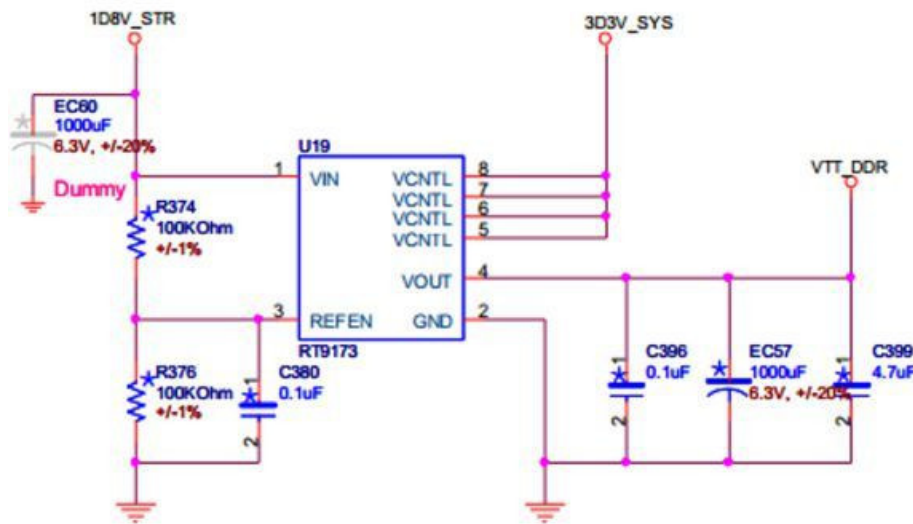 1D8V_STR
3D3V_SYS
EC60
1000uF
6.3V, +/-20%
Dummy
U19
1
VIN
VCNTL
8
VCNTL
7
VCNTL
6
VCNTL
5
VTT_DDR
R374
100KOhm
+/-1%
VOUT
4
3
REFEN
GND
2
RT9173
R376
100KOhm
+/-1%
C380
0.1uF
1
2
C396
0.1uF
1
2
EC57
1000uF
6.3V, +/-20%
C399
4.7uF
1
2